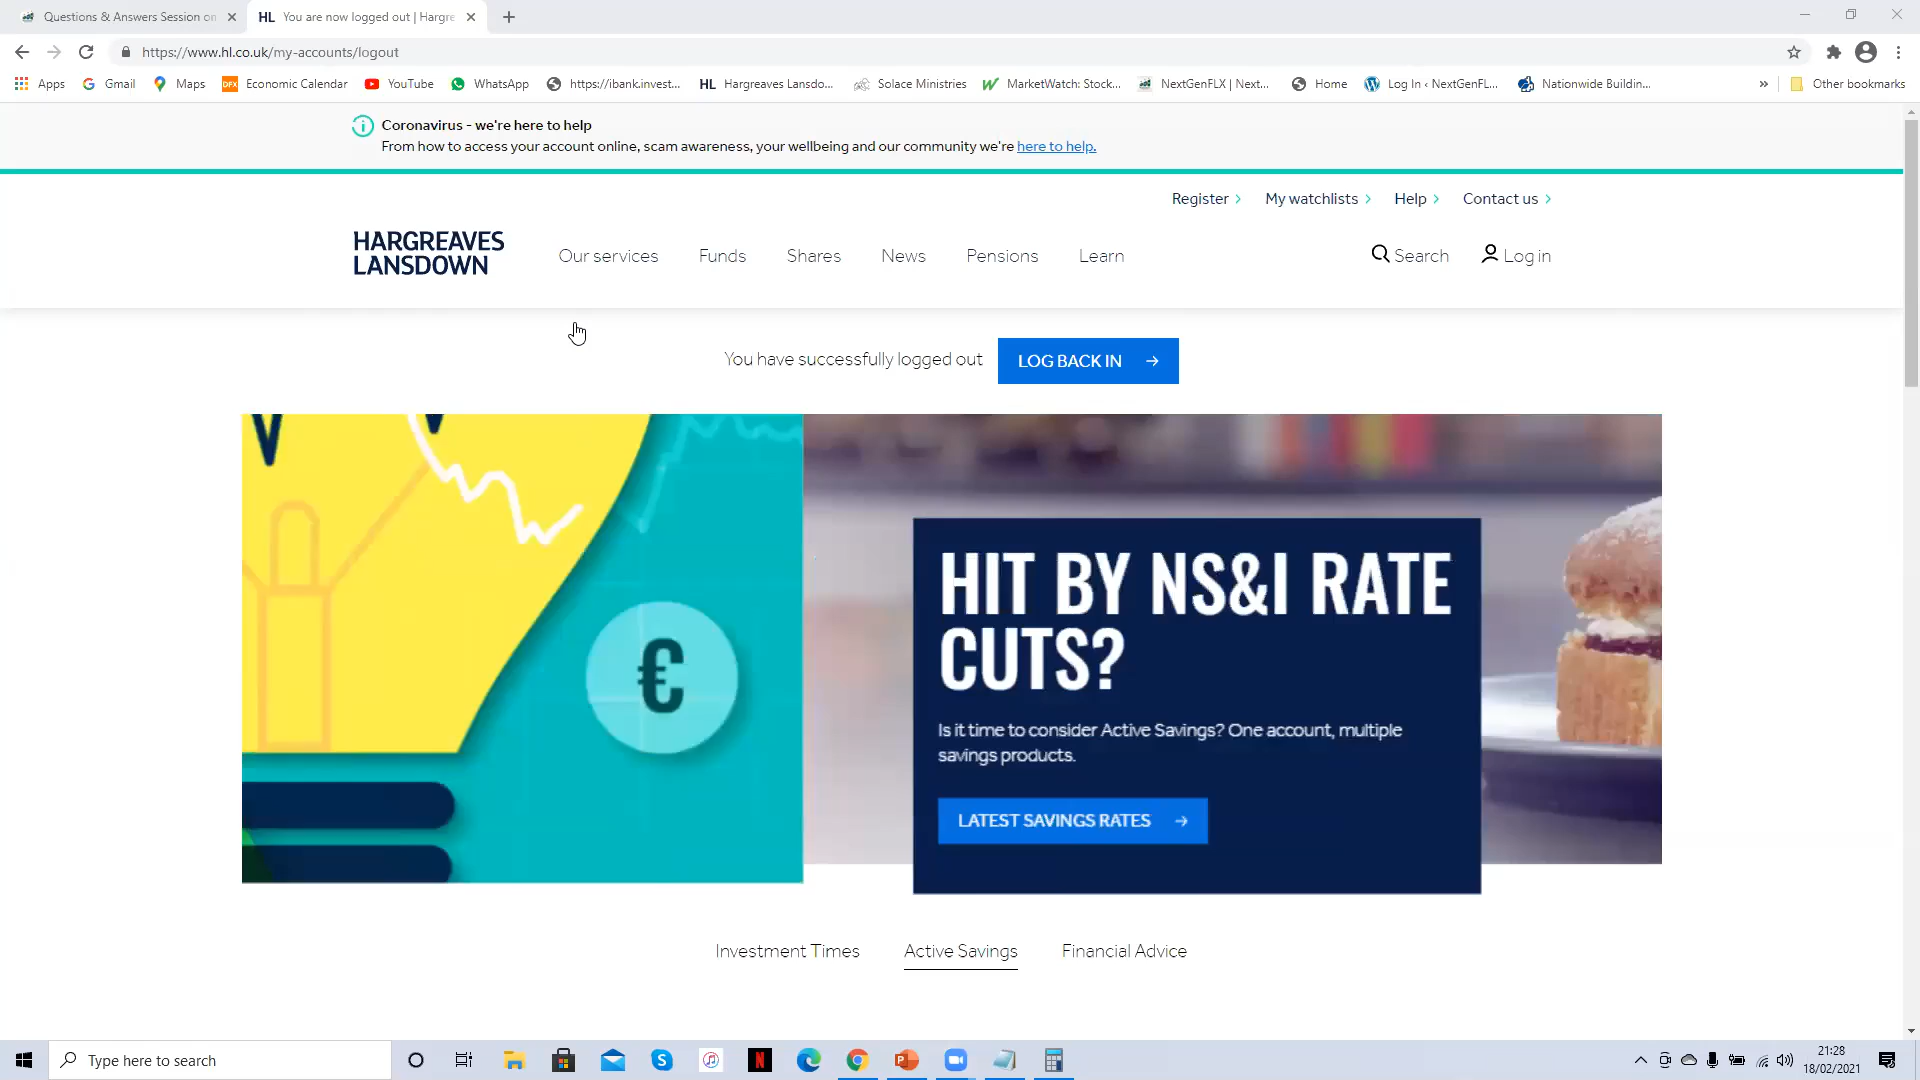 Questions & Answers Session on
HL You are now logged out | Hargre
https://www.hl.co.uk/my-accounts/logout
Apps Gmail Maps DFX Economic Calendar YouTube WhatsApp https://ibank.invest... HL Hargreaves Lansdo... Solace Ministries MarketWatch: Stock... NextGenFLX | Next... Home Log In ‹ NextGenFL... Nationwide Buildin... » Other bookmarks
Coronavirus - we're here to help
From how to access your account online, scam awareness, your wellbeing and our community we're here to help.
Register My watchlists Help Contact us
HARGREAVES
LANSDOWN
Our services Funds Shares News Pensions Learn Search Log in
You have successfully logged out LOG BACK IN
€
HIT BY NS&I RATE
CUTS?
Is it time to consider Active Savings? One account, multiple
savings products.
LATEST SAVINGS RATES
Investment Times Active Savings Financial Advice
Type here to search
21:28
18/02/2021